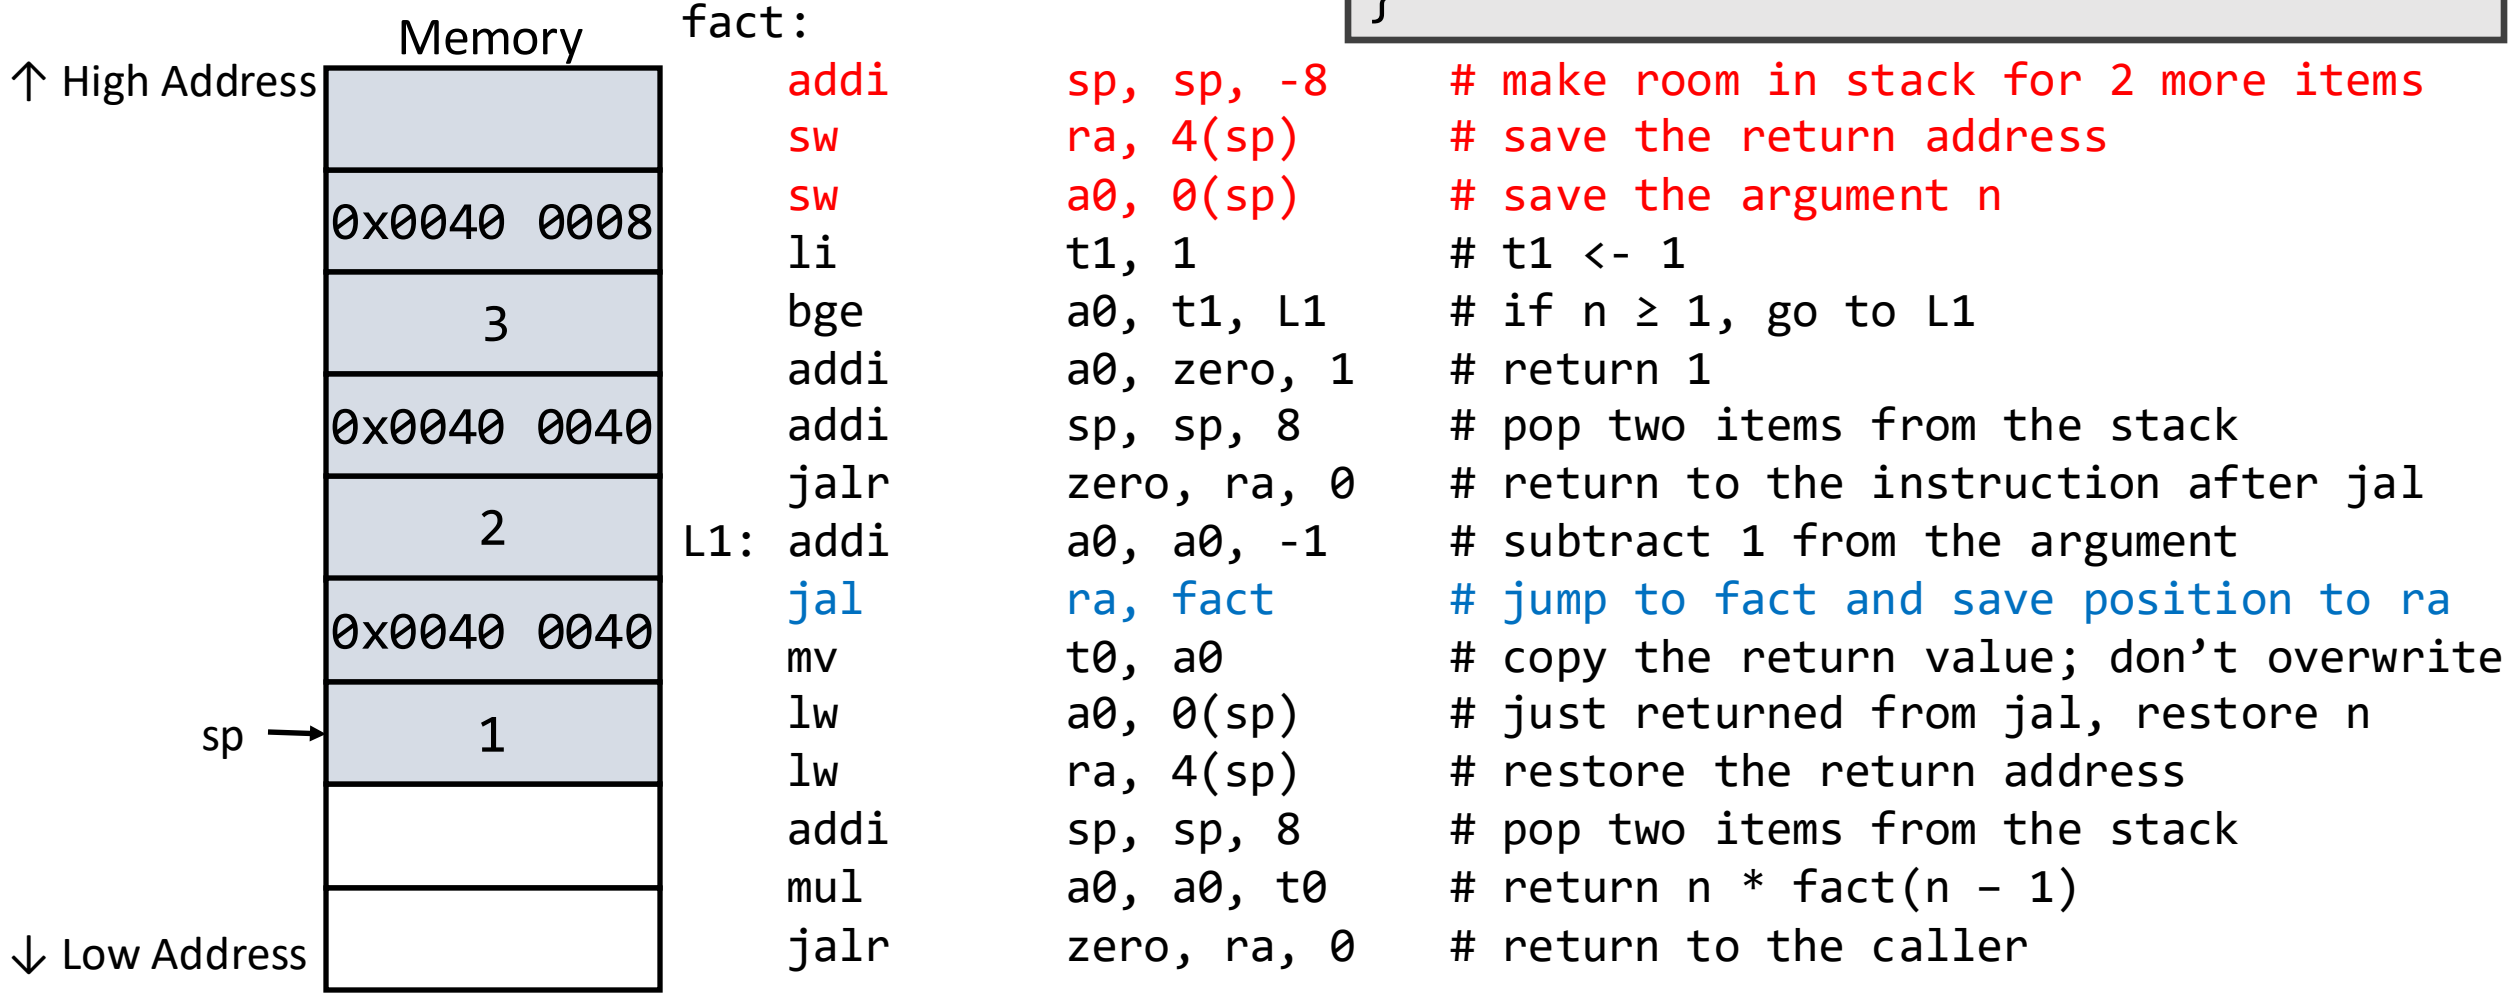 }
fact:
Memory
↑ High Address
addi sp, sp, -8 # make room in stack for 2 more items
sw ra, 4(sp) # save the return address
0x0040 0008
sw a0, 0(sp) # save the argument n
li t1, 1 # t1 <- 1
3
bge a0, t1, L1 # if n ≥ 1, go to L1
addi a0, zero, 1 # return 1
0x0040 0040
addi sp, sp, 8 # pop two items from the stack
jalr zero, ra, 0 # return to the instruction after jal
2
L1: addi a0, a0, -1 # subtract 1 from the argument
jal ra, fact # jump to fact and save position to ra
0x0040 0040
mv t0, a0 # copy the return value; don’t overwrite
lw a0, 0(sp) # just returned from jal, restore n
sp
1
lw ra, 4(sp) # restore the return address
addi sp, sp, 8 # pop two items from the stack
mul a0, a0, t0 # return n * fact(n – 1)
jalr zero, ra, 0 # return to the caller
↓ Low Address